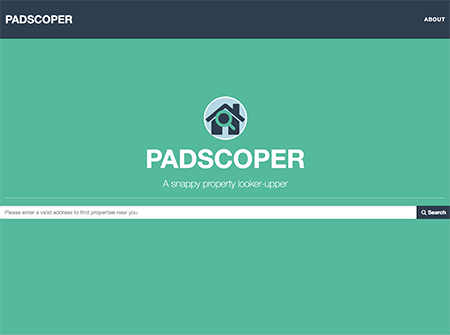 PADSCOPER
ABOUT
PADSCOPER
A snappy property looker-upper
Please enter a valid address to find properties near you
Search